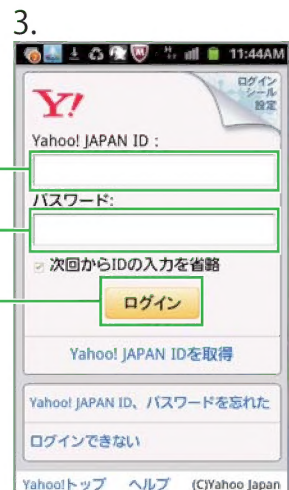 3.
11:44AM
ログイン
シール
設定
Y!
Yahoo! JAPAN ID :
パスワード:
次回からIDの入力を省略
ログイン
Yahoo! JAPAN IDを取得
Yahoo! JAPAN ID、パスワードを忘れた
ログインできない
Yahoo!トップ ヘルプ (C)Yahoo Japan